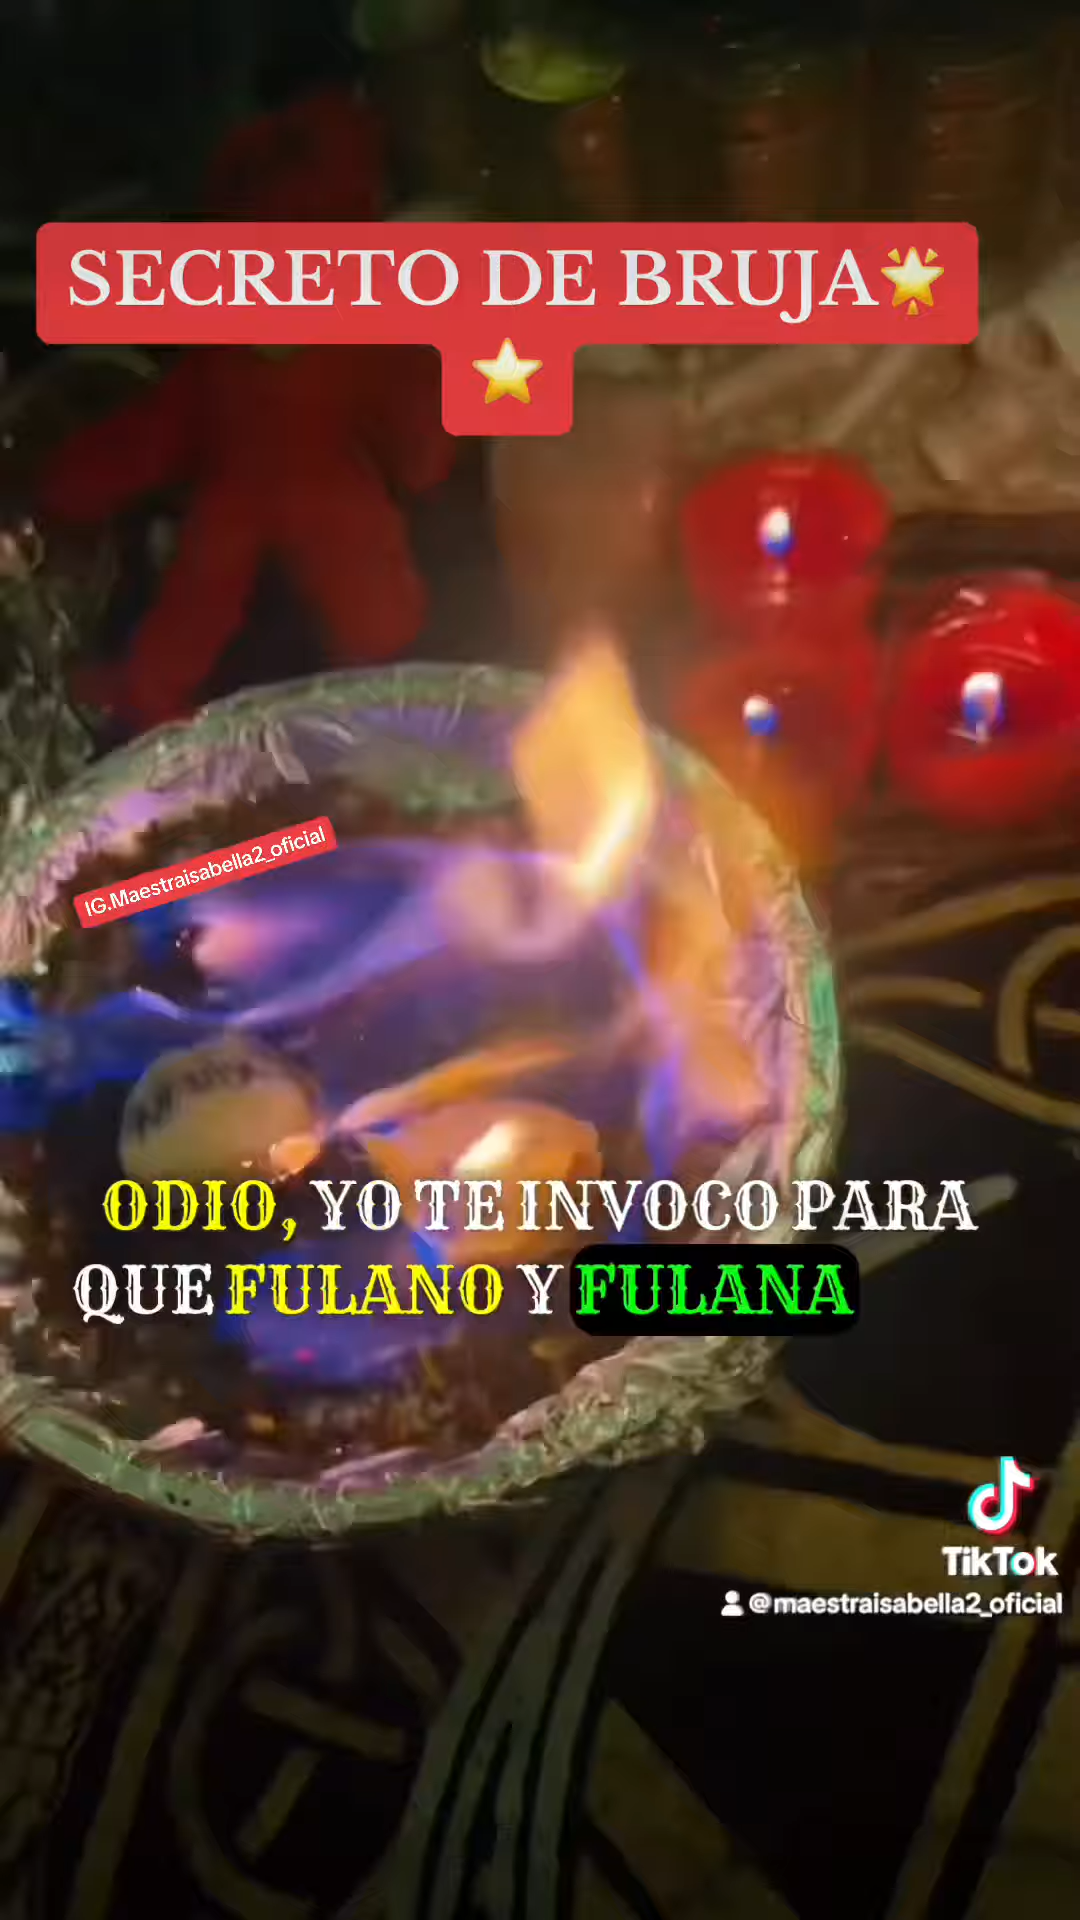 SECRETO DE BRUJA🌟
⭐
IG.Maestraisabella2_oficial
ODIO, YO TE INVOCO PARA
QUE FULANO Y FULANA
TikTok
@maestraisabella2_oficial